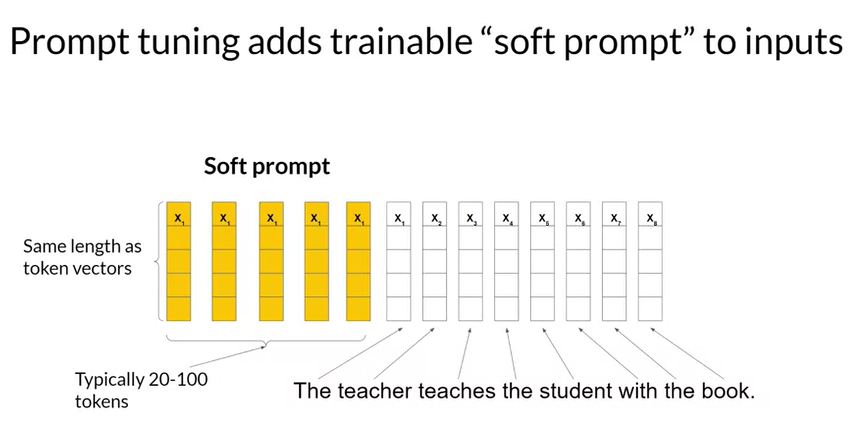 Prompt tuning adds trainable “soft prompt” to inputs
Soft prompt
x1 x1 x1 x1 x1 x1 x2 x3 x4 x5 x6 x7 x8
Same length as
token vectors
Typically 20-100
tokens
The teacher teaches the student with the book.